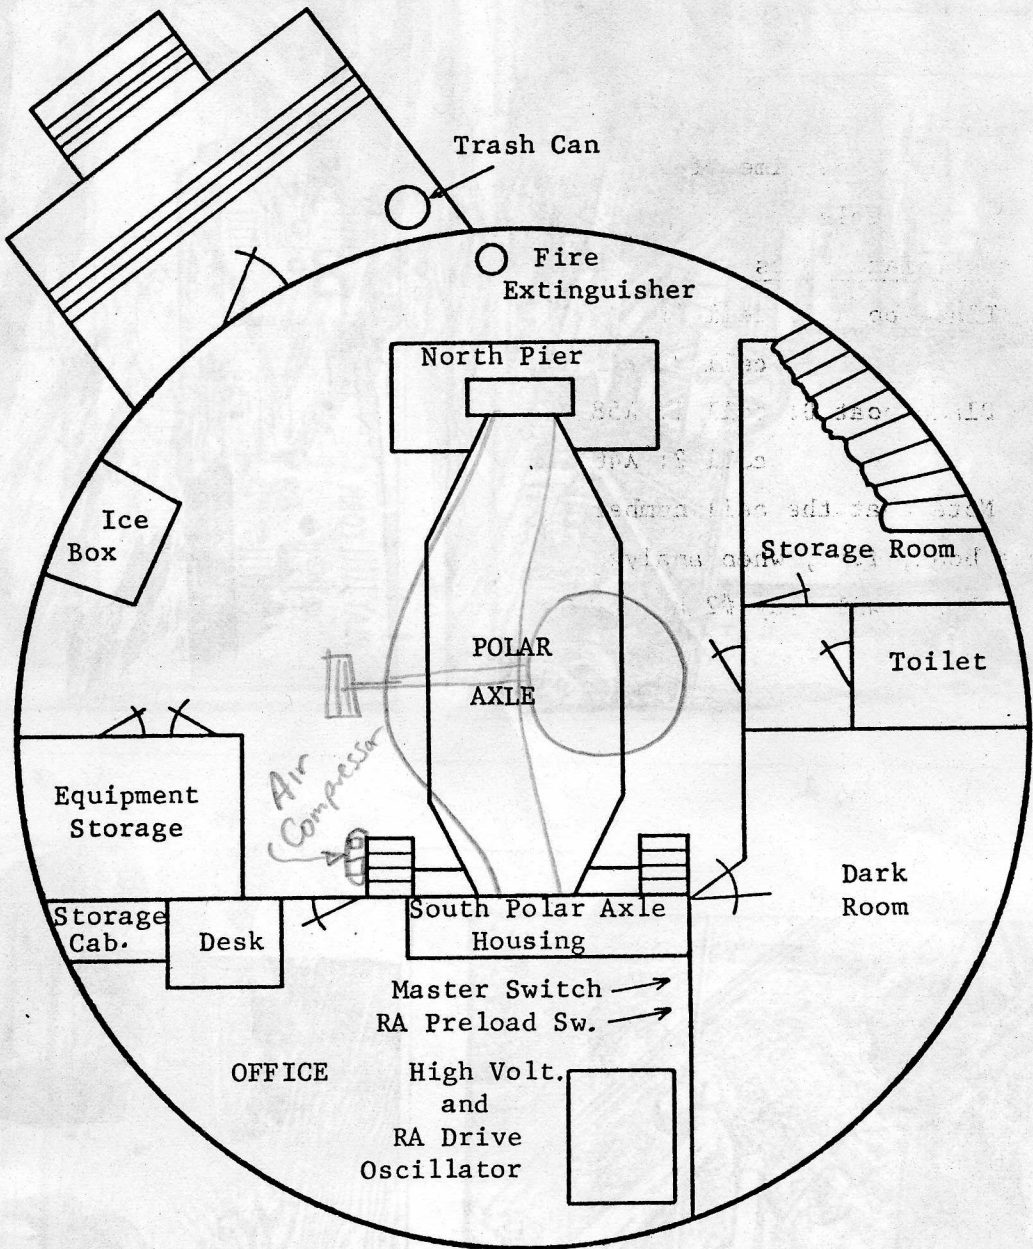 Trash Can
Fire
Extinguisher
North Pier
Ice
Box
Storage Room
POLAR
AXLE
Toilet
Air
Compressor
Equipment
Storage
Dark
Room
Storage
Cab.
Desk
South Polar Axle
Housing
Master Switch
RA Preload Sw.
OFFICE
High Volt.
and
RA Drive
Oscillator